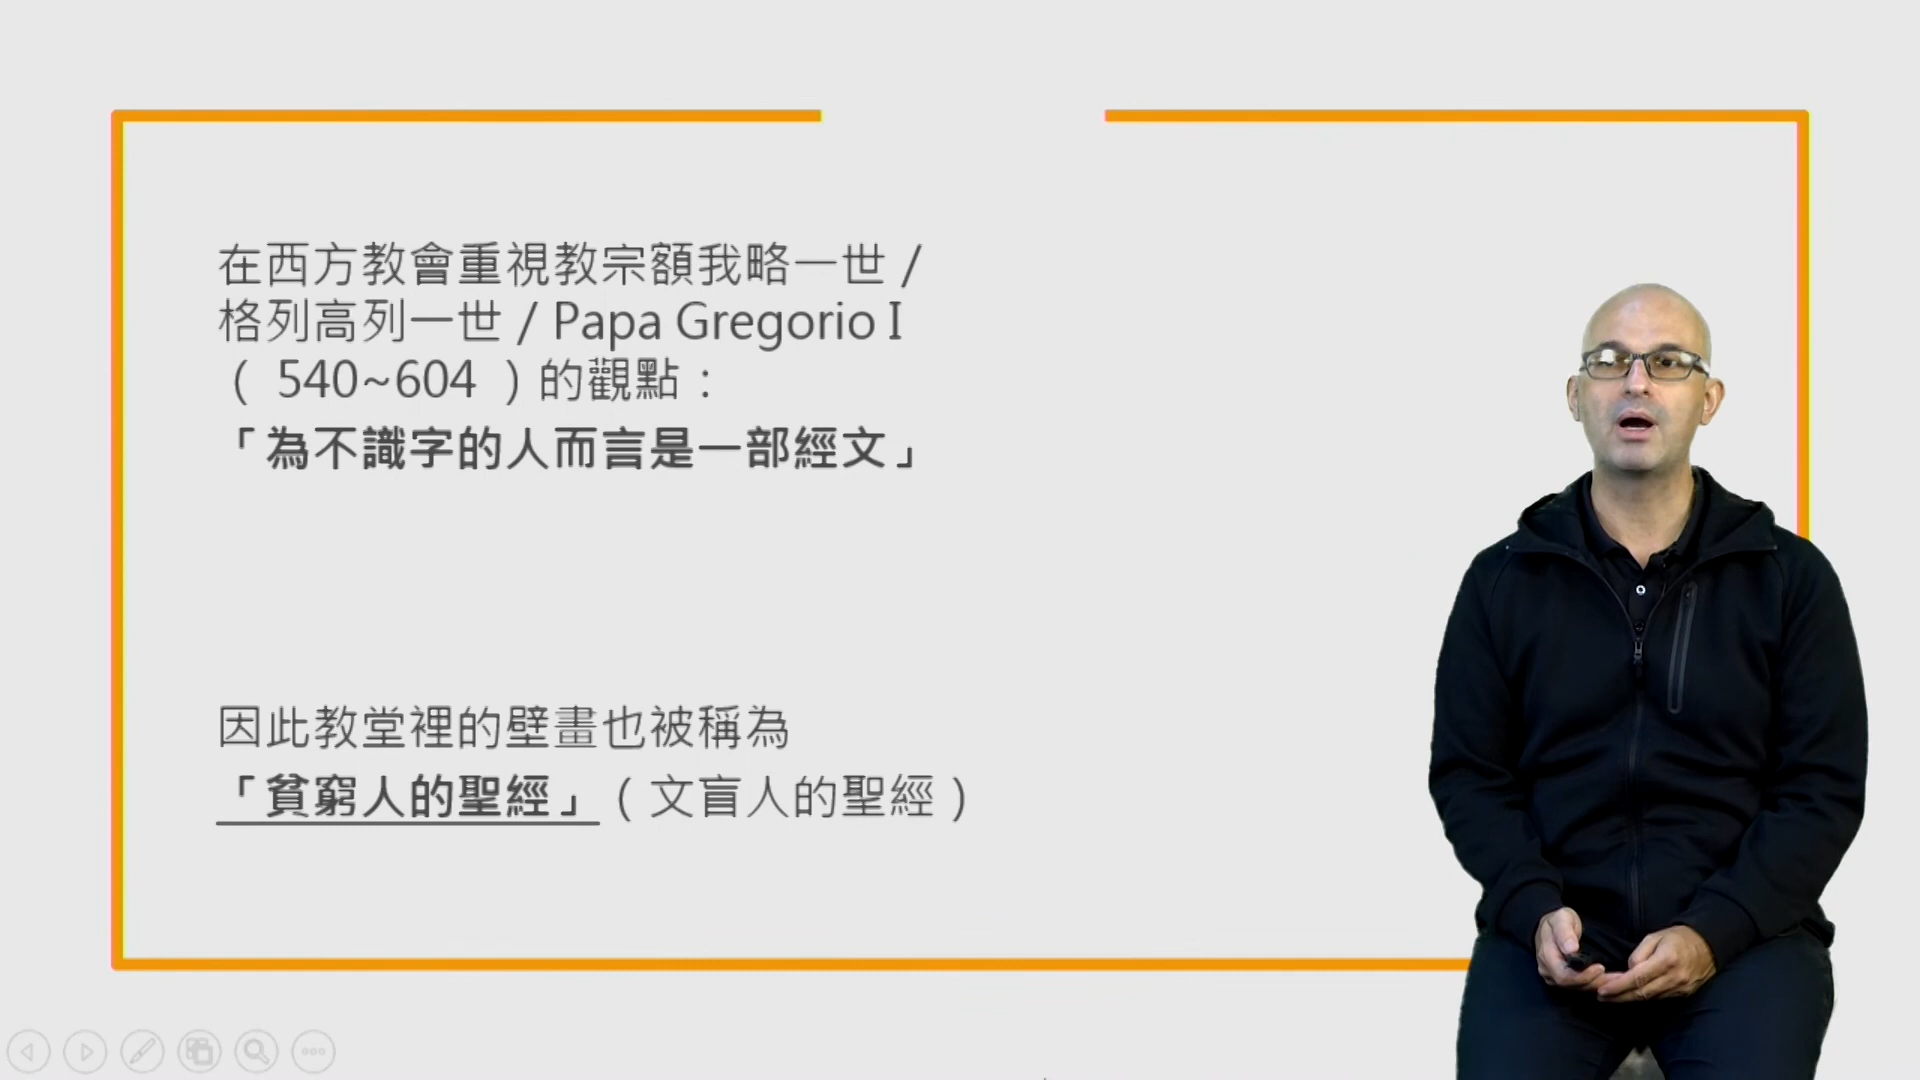 在西方教會重視教宗額我略一世 /
格列高列一世 / Papa Gregorio I
( 540~604 ) 的觀點：
「為不識字的人而言是一部經文」
因此教堂裡的壁畫也被稱為
「貧窮人的聖經」(文盲人的聖經)